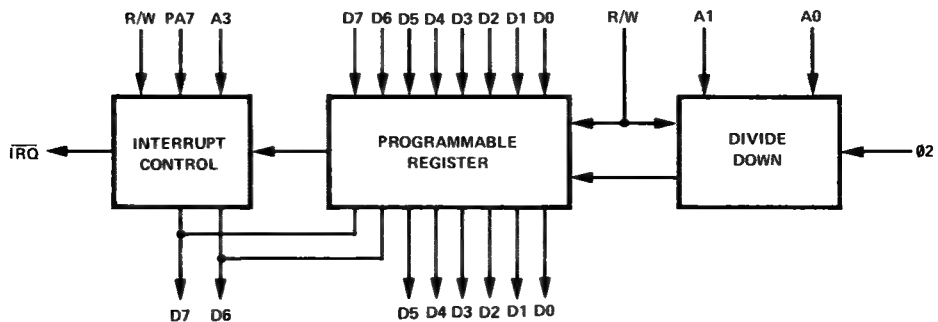 R/W PA7 A3 D7 D6 D5 D4 D3 D2 D1 D0 R/W A1 A0
IRQ
INTERRUPT
CONTROL
PROGRAMMABLE
REGISTER
DIVIDE
DOWN
Ø2
D7 D6 D5 D4 D3 D2 D1 D0